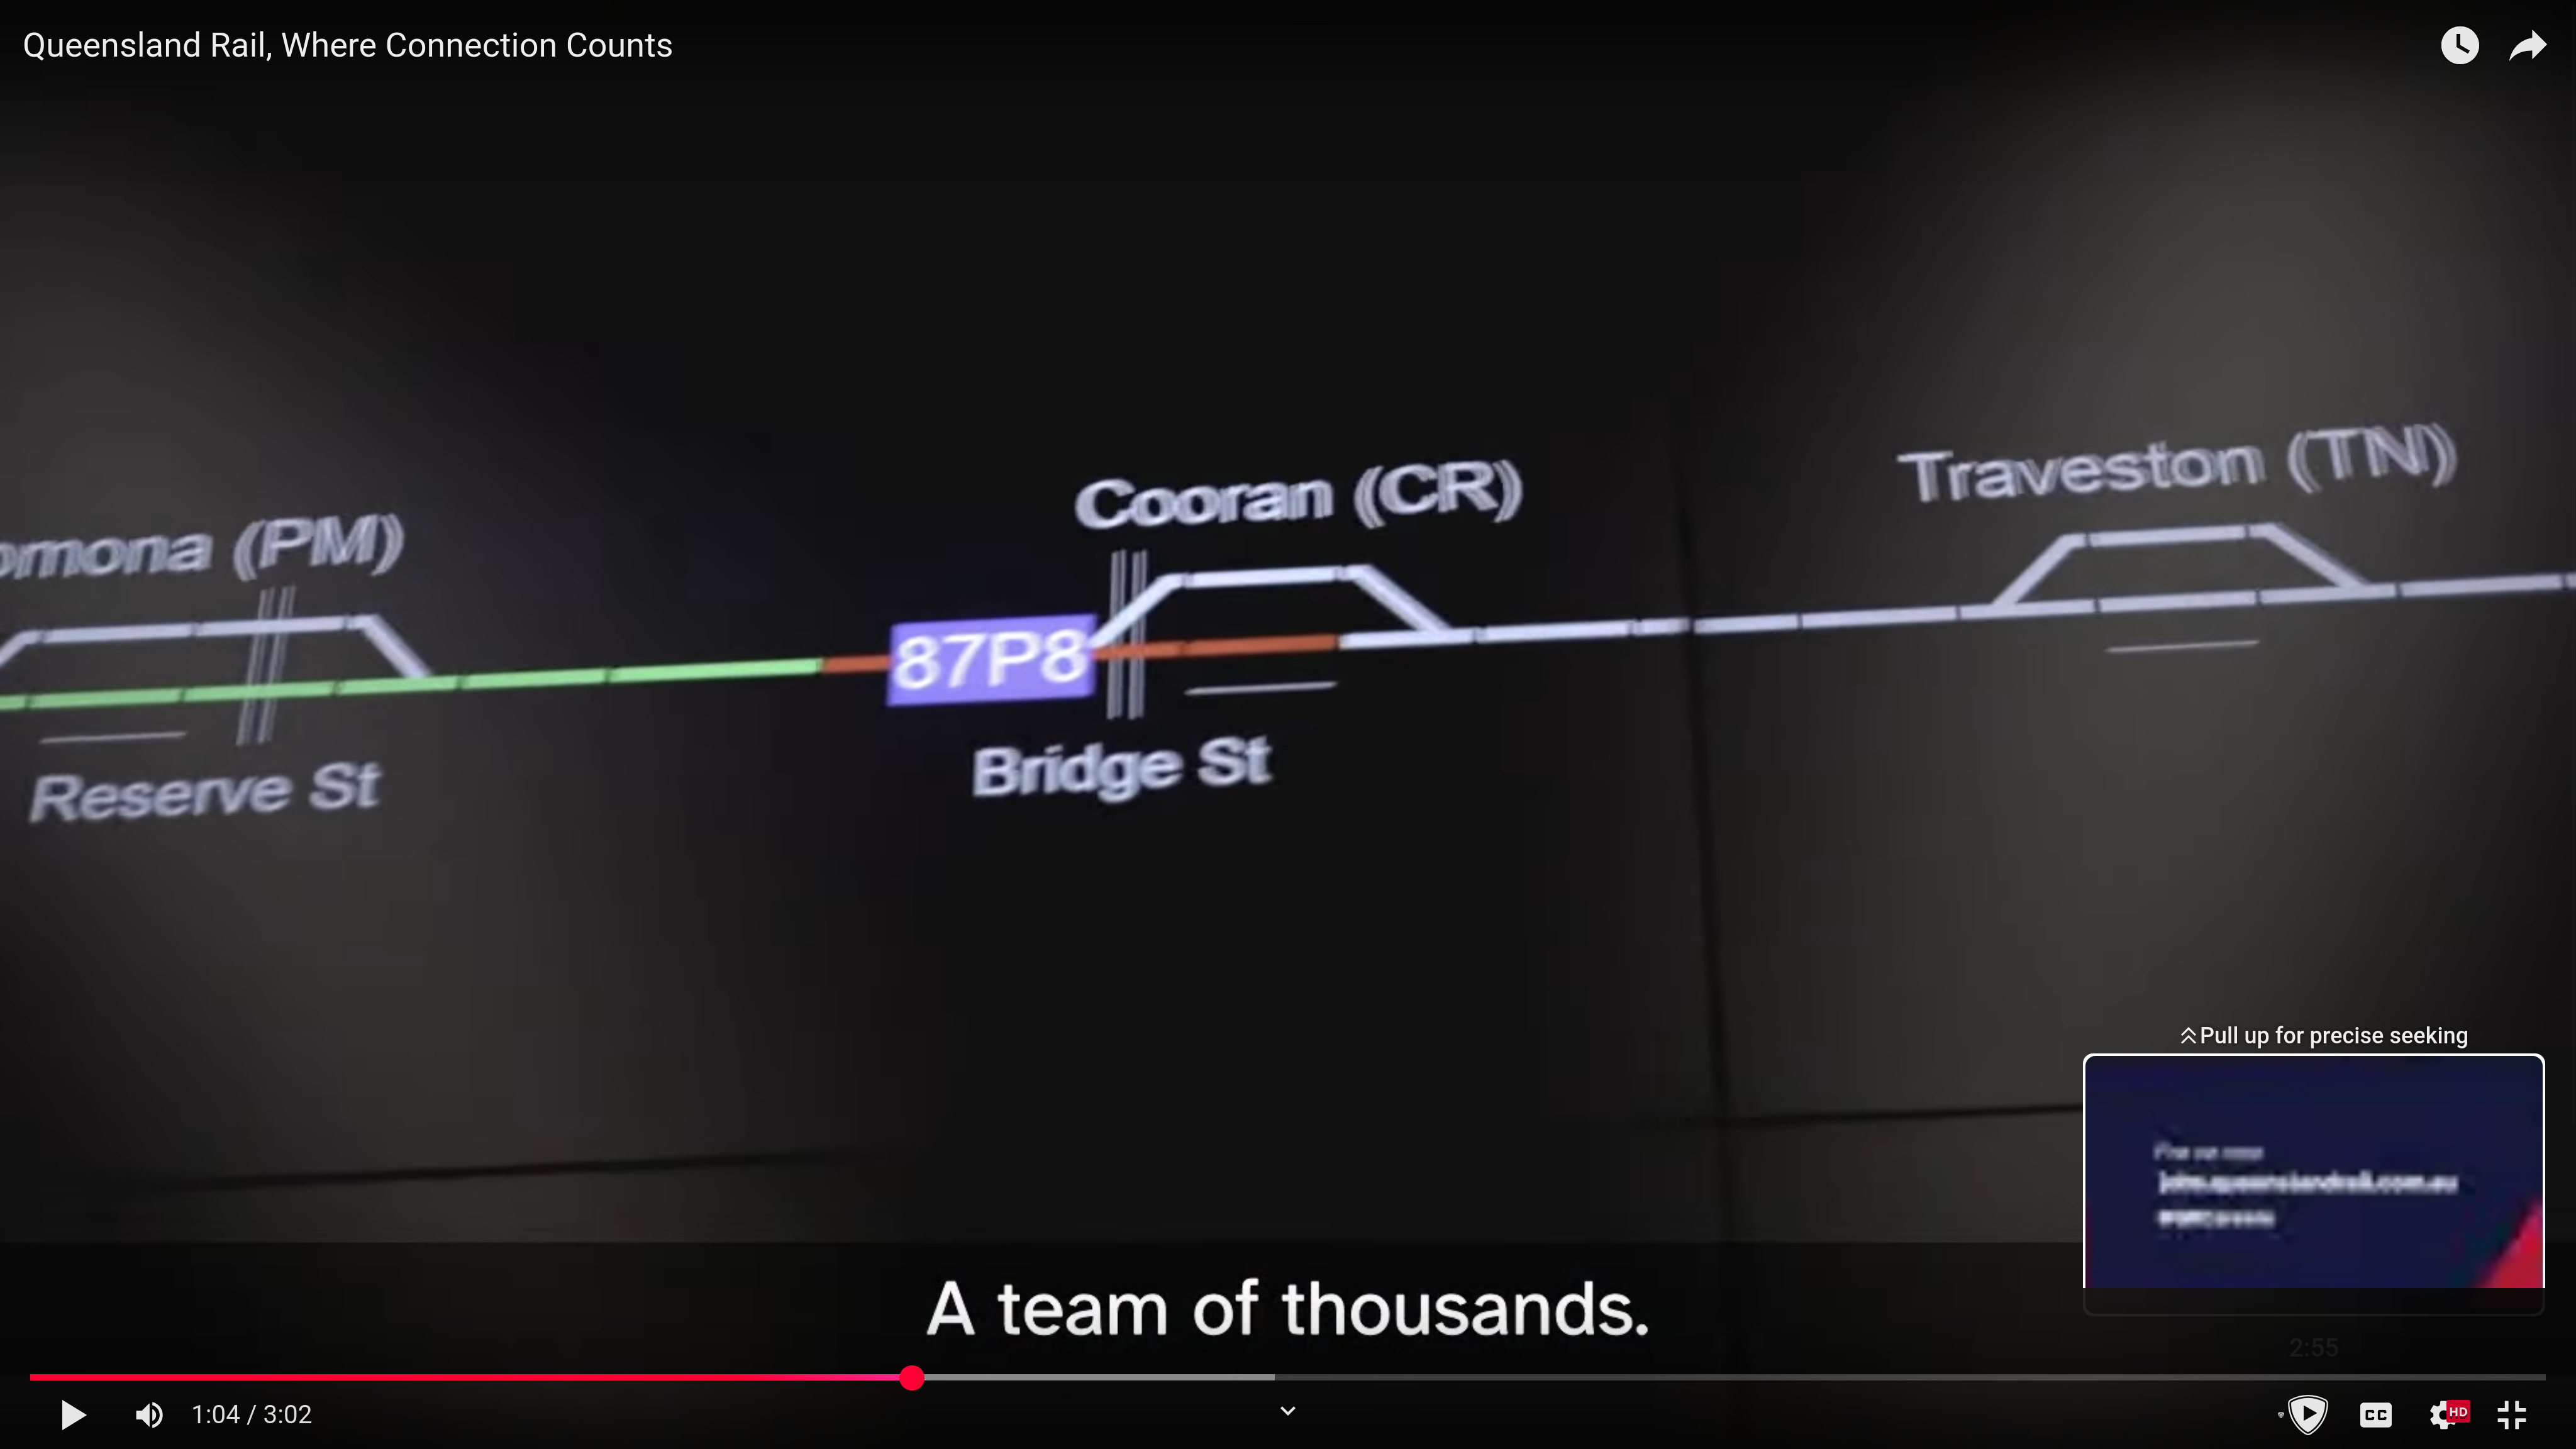 Queensland Rail, Where Connection Counts
Cooran (CR)
Traveston (TN)
omona (PM)
87P8
Bridge St
Reserve St
Pull up for precise seeking
A team of thousands.
2:55
1:04 / 3:02
CC
HD